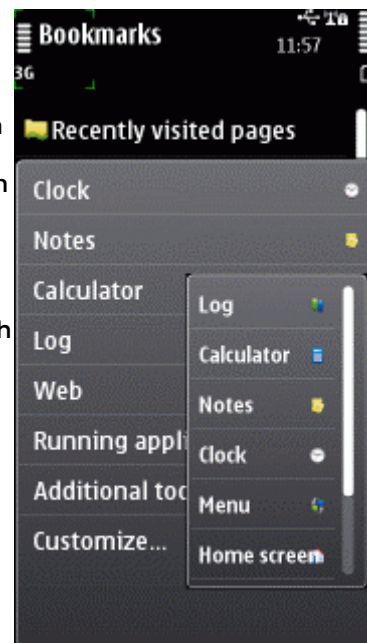 Bookmarks
11:57
3G
Recently visited pages
Clock
Notes
Calculator
Log
Web
Running appli
Additional toc
Customize...
Log
Calculator
Notes
Clock
Menu
Home screen